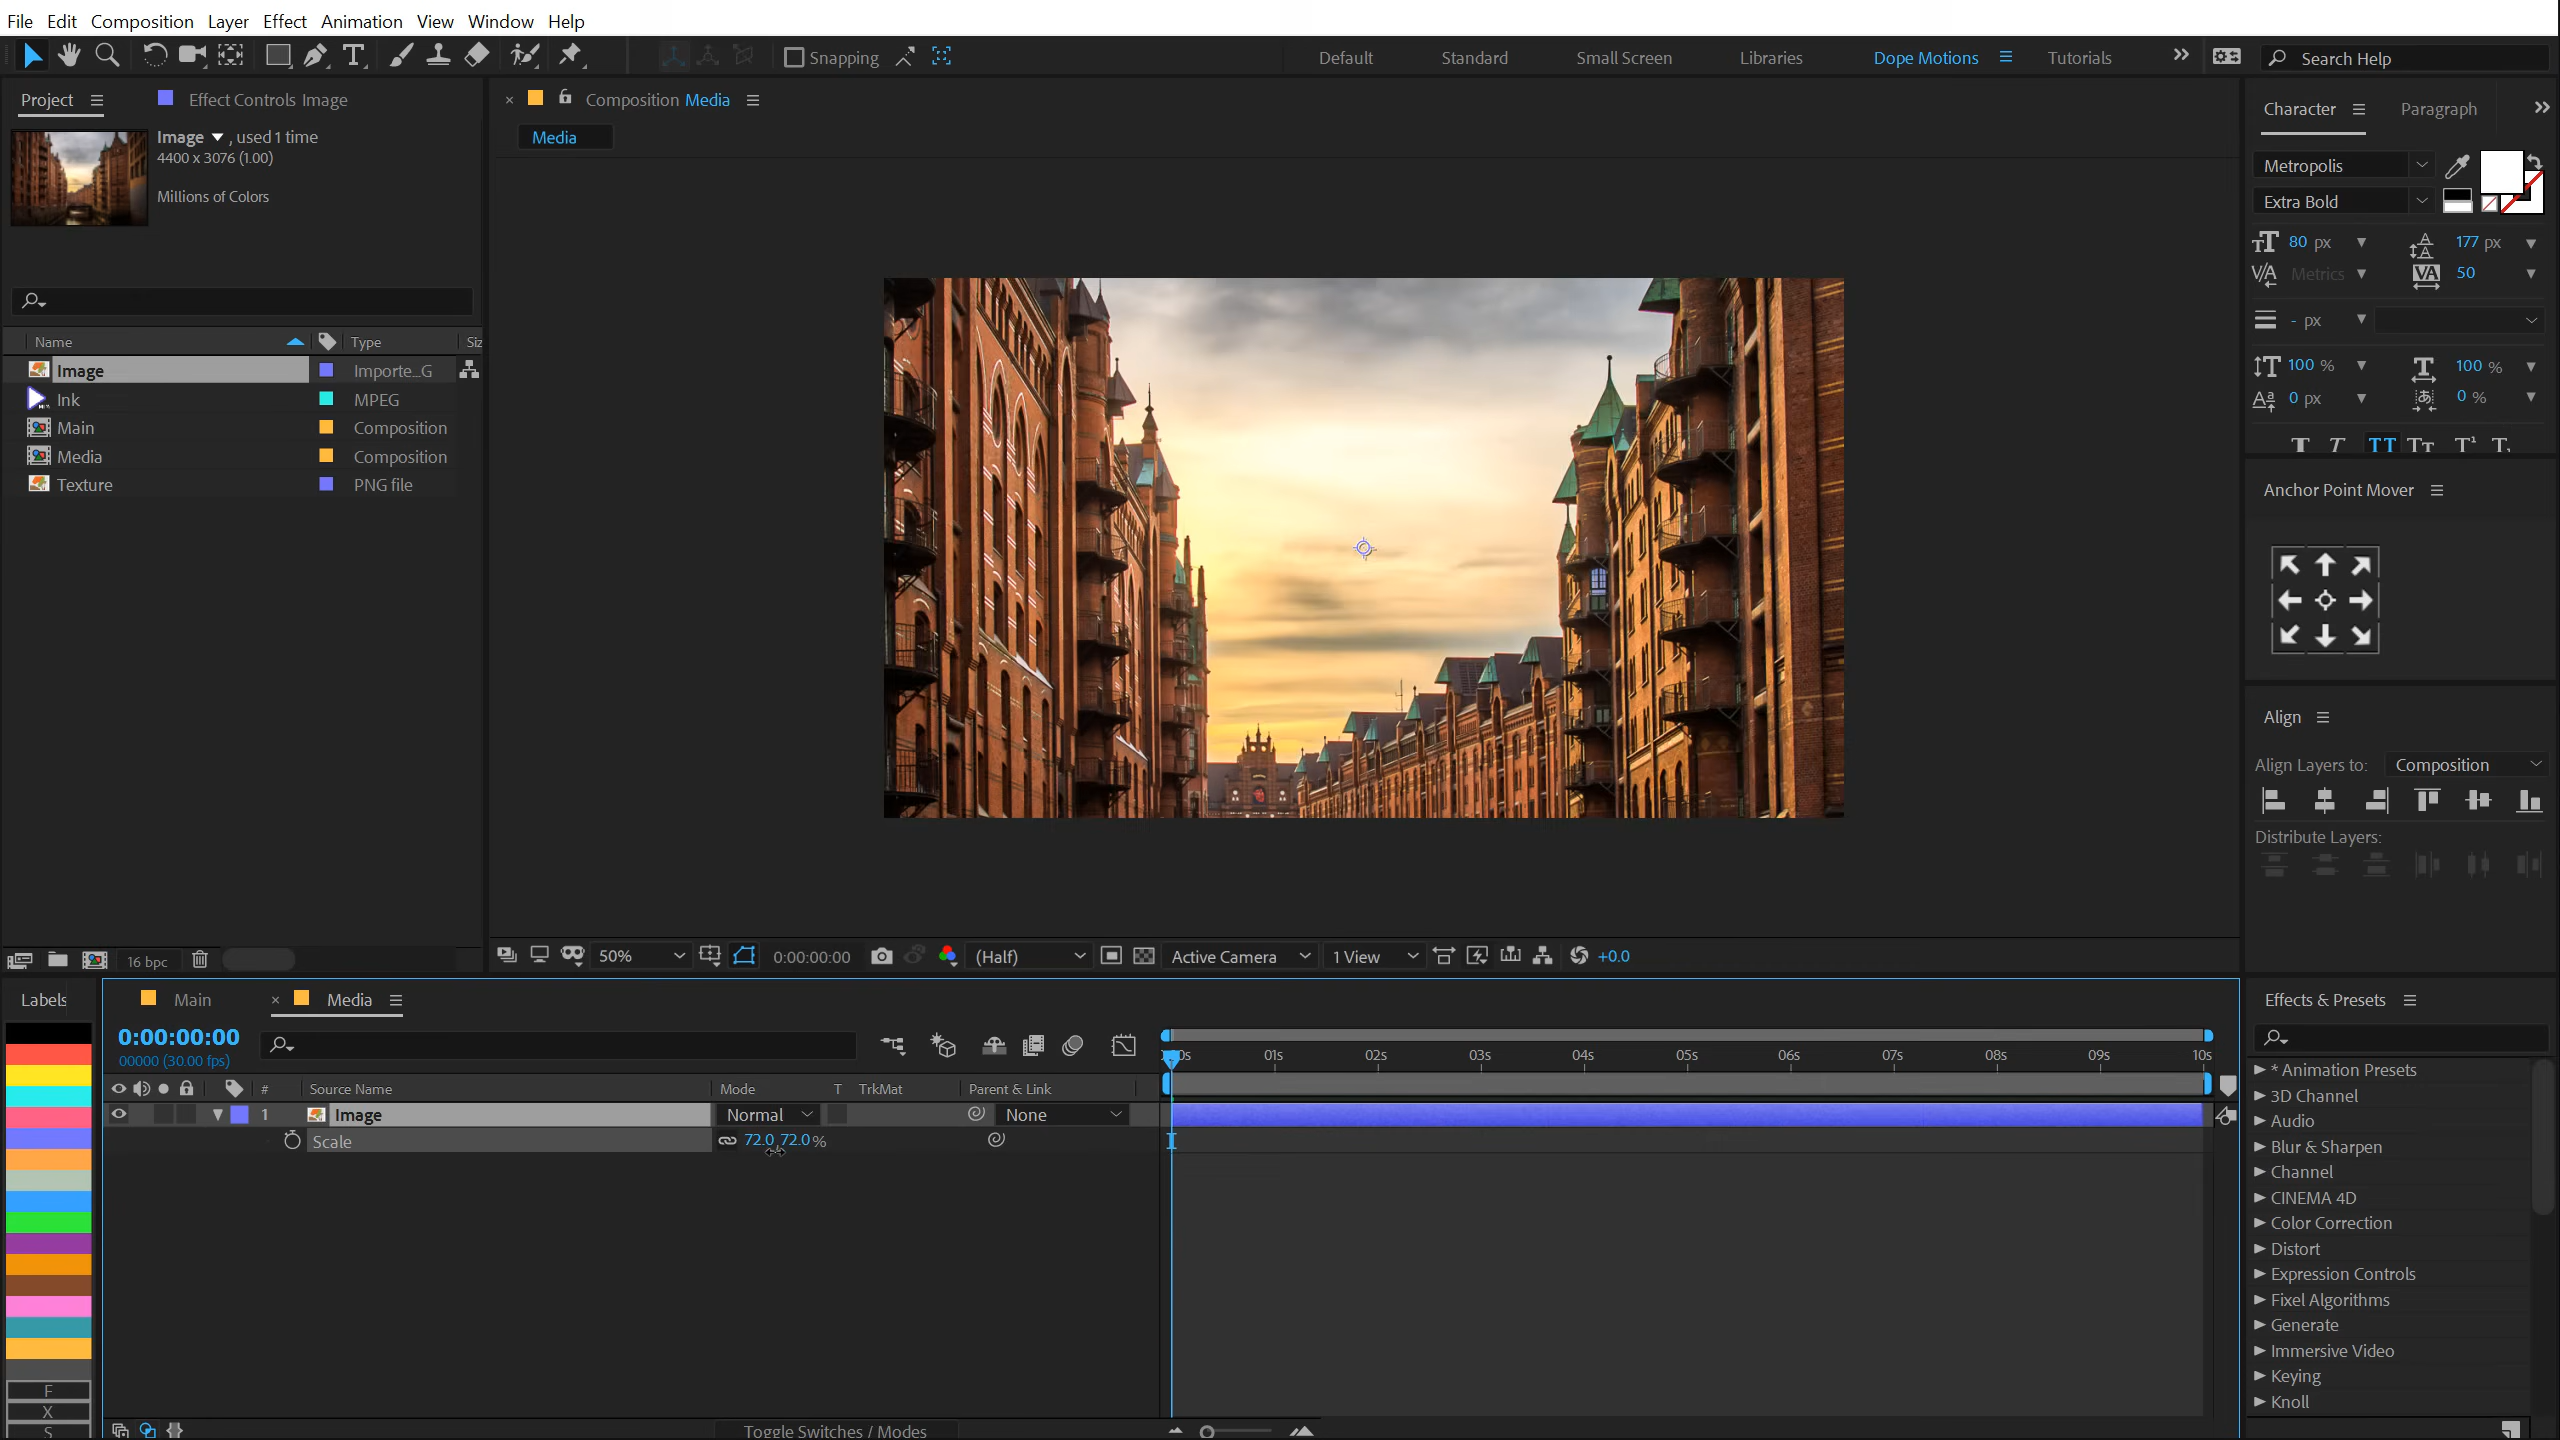 File Edit Composition Layer Effect Animation View Window Help
Snapping Default Standard Small Screen Libraries Dope Motions Tutorials Search Help
Project Effect Controls Image
Image , used 1 time
4400 x 3076 (1.00)
Millions of Colors
Name Type Siz
Image Importe...G
Ink MPEG
Main Composition
Media Composition
Texture PNG file
16 bpc
Composition Media
Media
50% 0:00:00:00 (Half) Active Camera 1 View +0.0
Character Paragraph
Metropolis
Extra Bold
80 px 177 px
Metrics 50
- px
100 % 100 %
0 px 0 %
Anchor Point Mover
Align
Align Layers to: Composition
Distribute Layers:
Labels
F
X
S
Main Media
0:00:00:00
00000 (30.00 fps)
# Source Name Mode T TrkMat Parent & Link
1 Image Normal None
Scale 72.0, 72.0 %
Toggle Switches / Modes
01s 02s 03s 04s 05s 06s 07s 08s 09s 10s
Effects & Presets
* Animation Presets
3D Channel
Audio
Blur & Sharpen
Channel
CINEMA 4D
Color Correction
Distort
Expression Controls
Fixel Algorithms
Generate
Immersive Video
Keying
Knoll